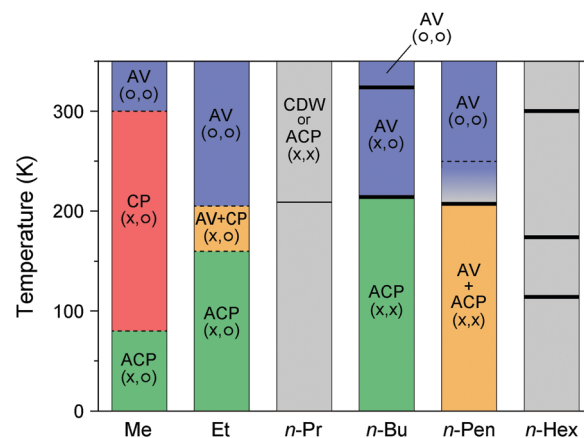 AV
(o,o)
AV
(o,o)
CP
(x,o)
ACP
(x,o)
AV
(o,o)
AV+CP
(x,o)
ACP
(x,o)
CDW
or
ACP
(x,x)
AV
(x,o)
ACP
(x,x)
AV
(o,o)
AV
+
ACP
(x,x)
Temperature (K)
300
200
100
0
Me Et n-Pr n-Bu n-Pen n-Hex